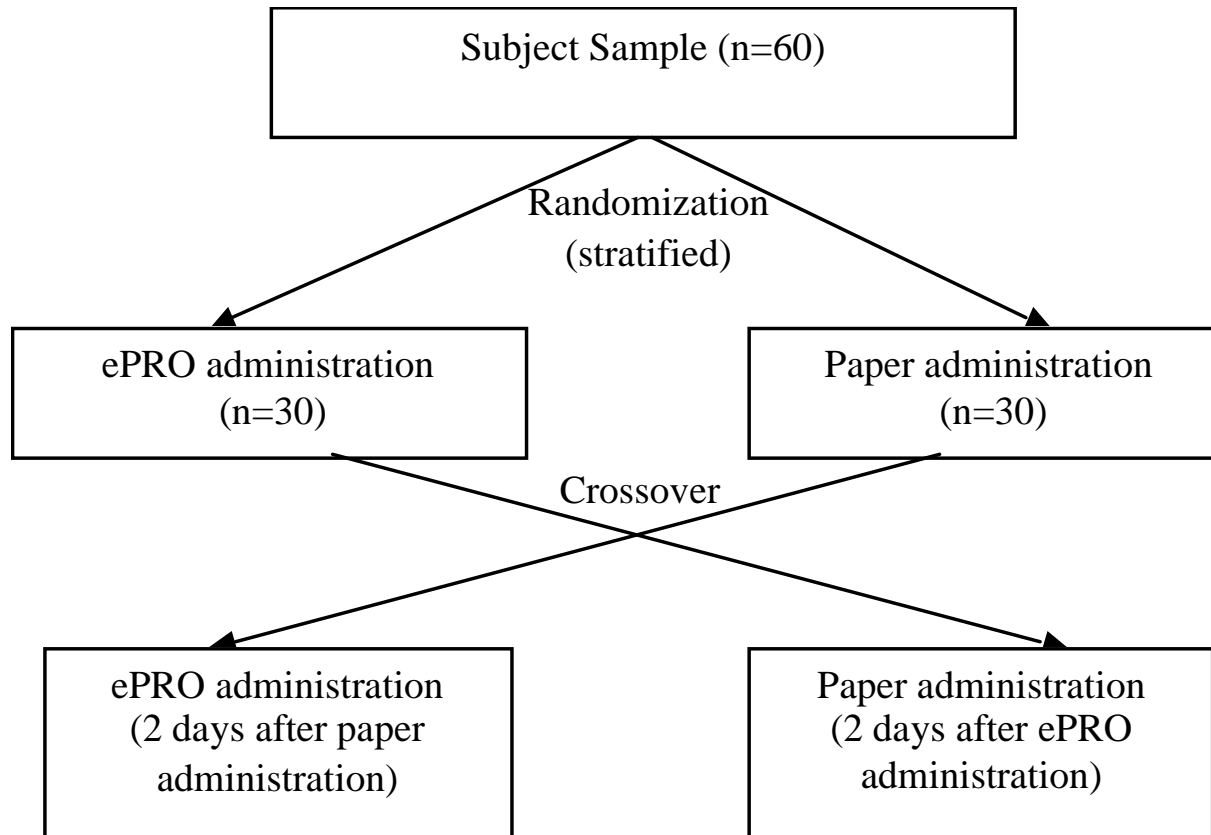 Subject Sample (n=60)
Randomization
(stratified)
ePRO administration
(n=30)
Paper administration
(n=30)
Crossover
ePRO administration
(2 days after paper
administration)
Paper administration
(2 days after ePRO
administration)